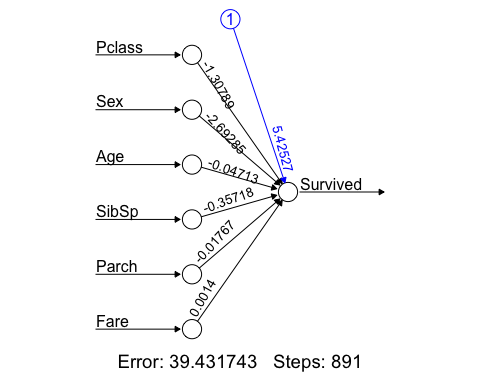 1
Pclass
-1.30789
Sex
-2.69285
5.42527
Age
-0.04713
Survived
-0.35718
SibSp
-0.01767
Parch
0.0014
Fare
Error: 39.431743 Steps: 891